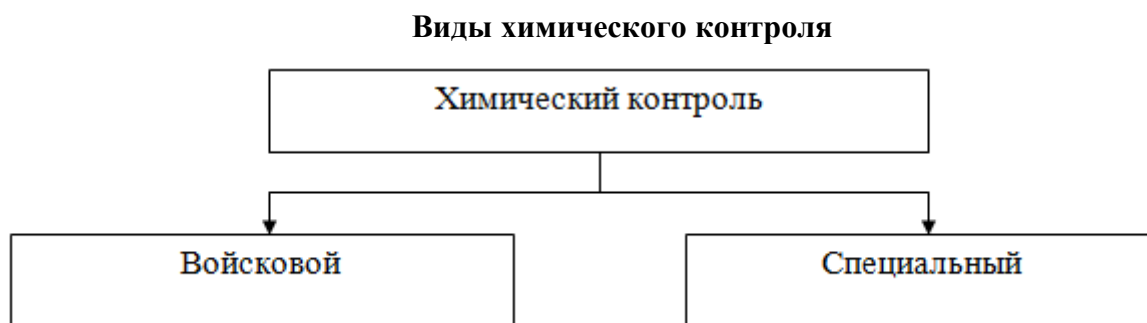 Виды химического контроля
Химический контроль
Войсковой
Специальный